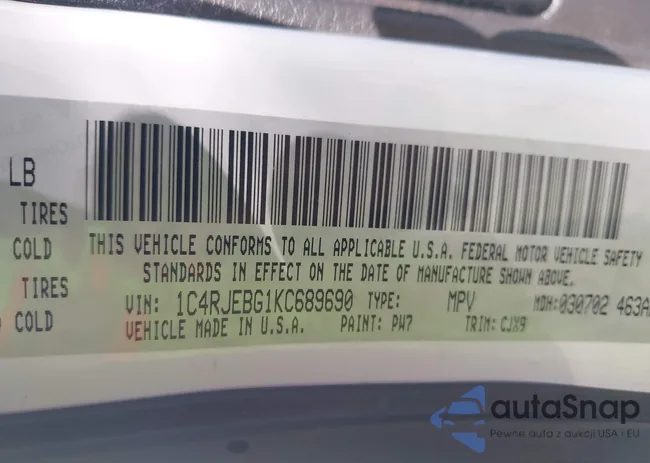 LB
TIRES
COLD
TIRES
COLD
THIS VEHICLE CONFORMS TO ALL APPLICABLE U.S.A. FEDERAL MOTOR VEHICLE SAFETY
STANDARDS IN EFFECT ON THE DATE OF MANUFACTURE SHOWN ABOVE.
VIN: 1C4RJEBG1KC689690 TYPE: MPV MDH:030702 463A
VEHICLE MADE IN U.S.A. PAINT: PW7 TRIM: CJX9
autaSnap
Pewne auta z aukcji USA - EU